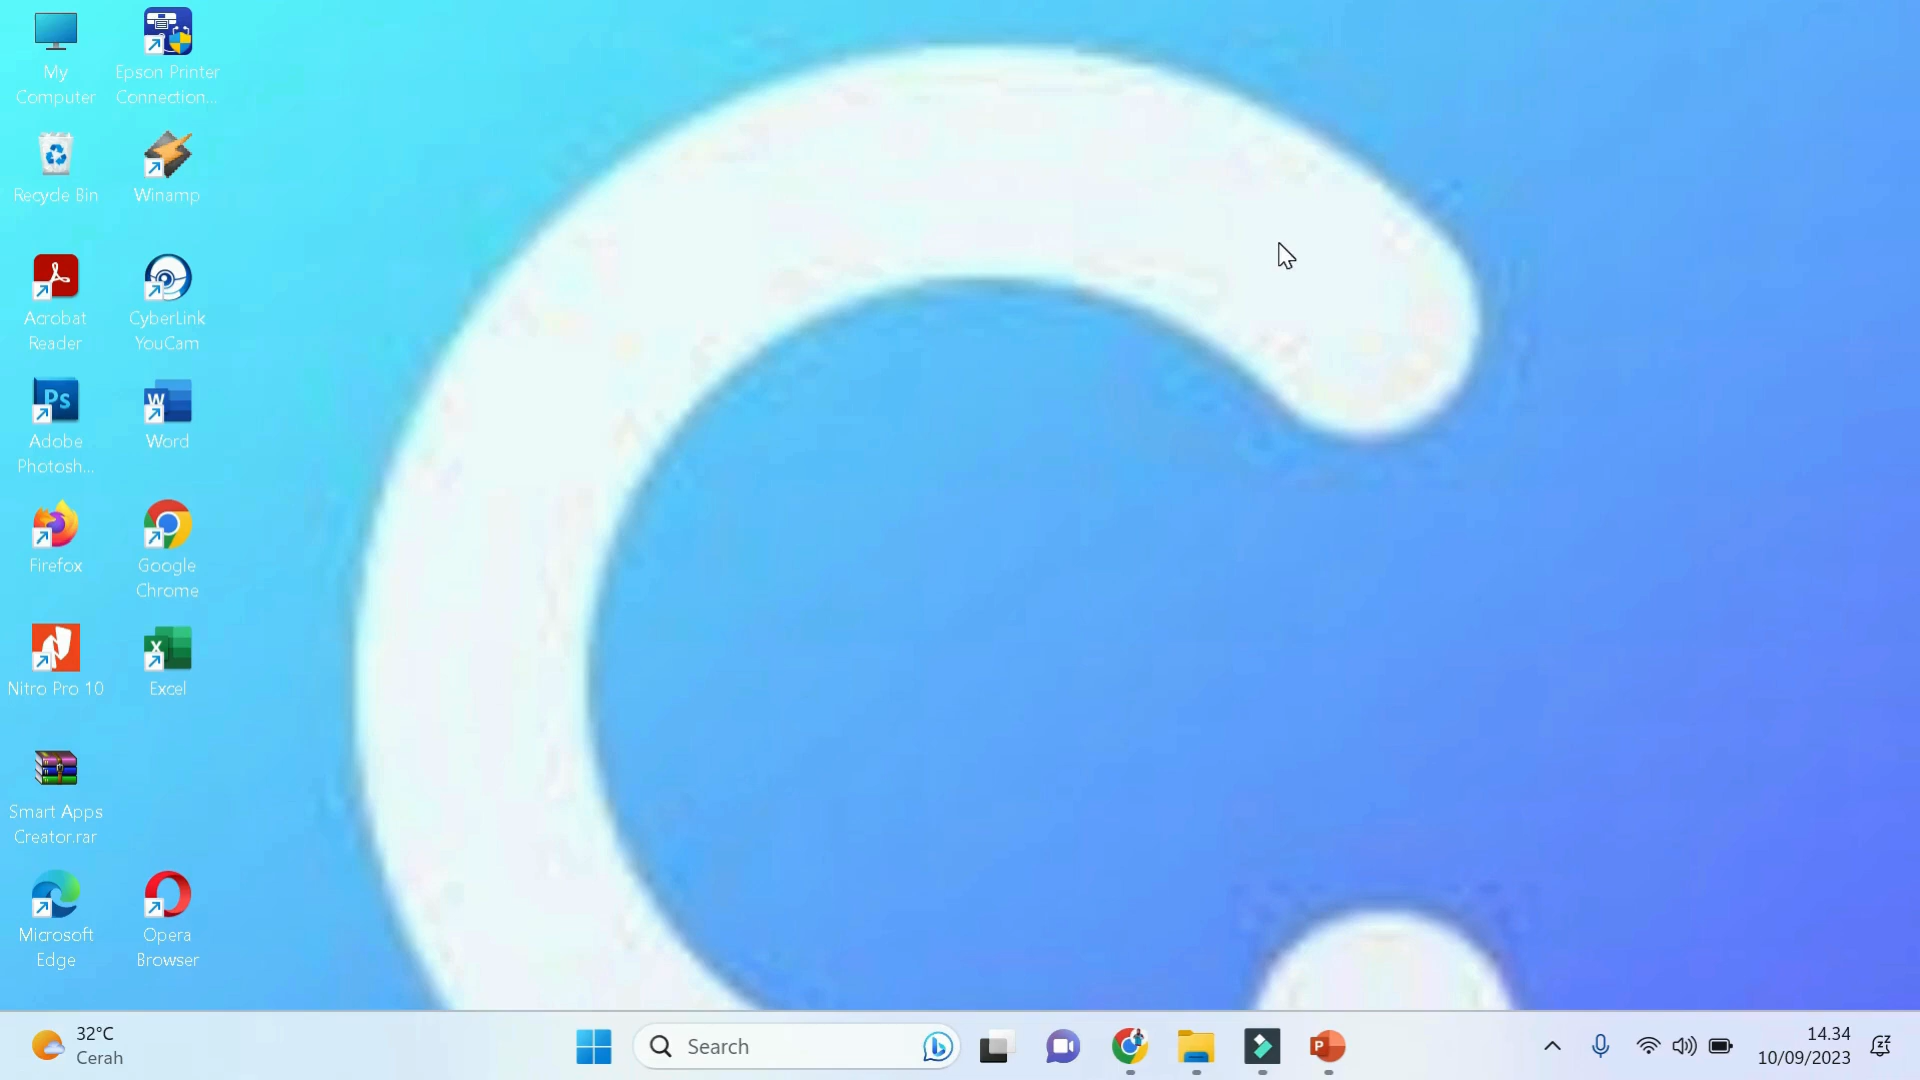 My
Computer
Epson Printer
Connection...
Recycle Bin
Winamp
Acrobat
Reader
CyberLink
YouCam
Ps
Adobe
Photosh...
W
Word
Firefox
Google
Chrome
Nitro Pro 10
X
Excel
Smart Apps
Creator.rar
Microsoft
Edge
Opera
Browser
32°C
Cerah
Search
P
14.34
10/09/2023